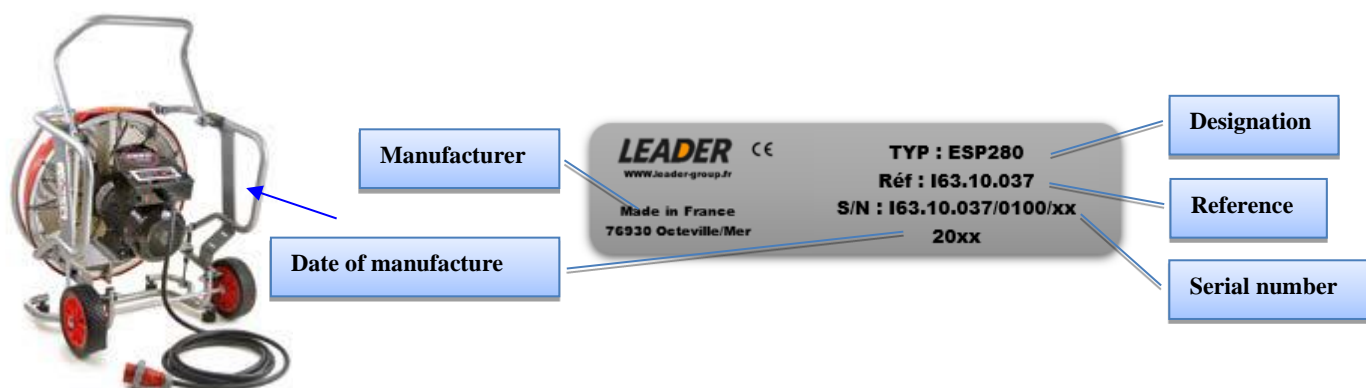 Manufacturer
Date of manufacture
LEADER CE
WWW.leader-group.fr
Made in France
76930 Octeville/Mer
TYP : ESP280
Réf : I63.10.037
S/N : I63.10.037/0100/xx
20xx
Designation
Reference
Serial number